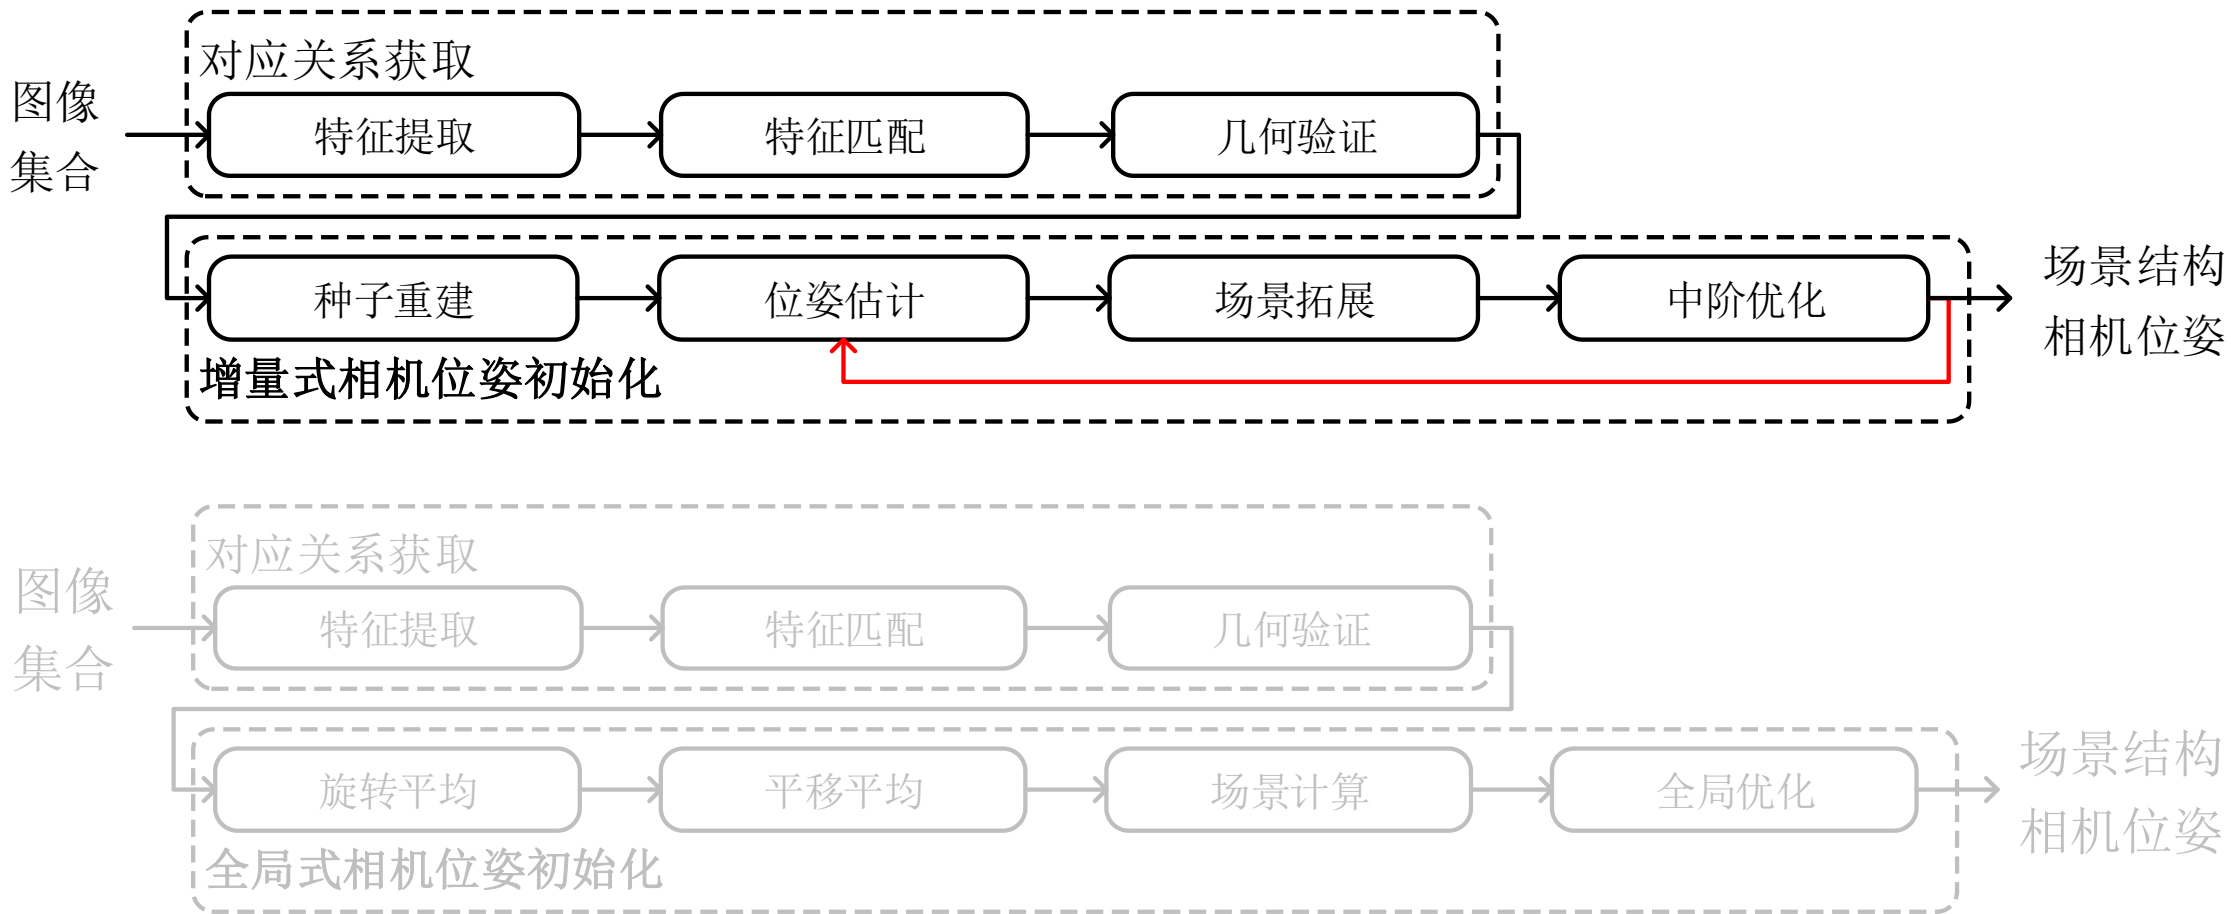 对应关系获取
图像
集合
特征提取
特征匹配
几何验证
种子重建
位姿估计
场景拓展
中阶优化
场景结构
相机位姿
增量式相机位姿初始化
对应关系获取
图像
集合
特征提取
特征匹配
几何验证
旋转平均
平移平均
场景计算
全局优化
场景结构
相机位姿
全局式相机位姿初始化